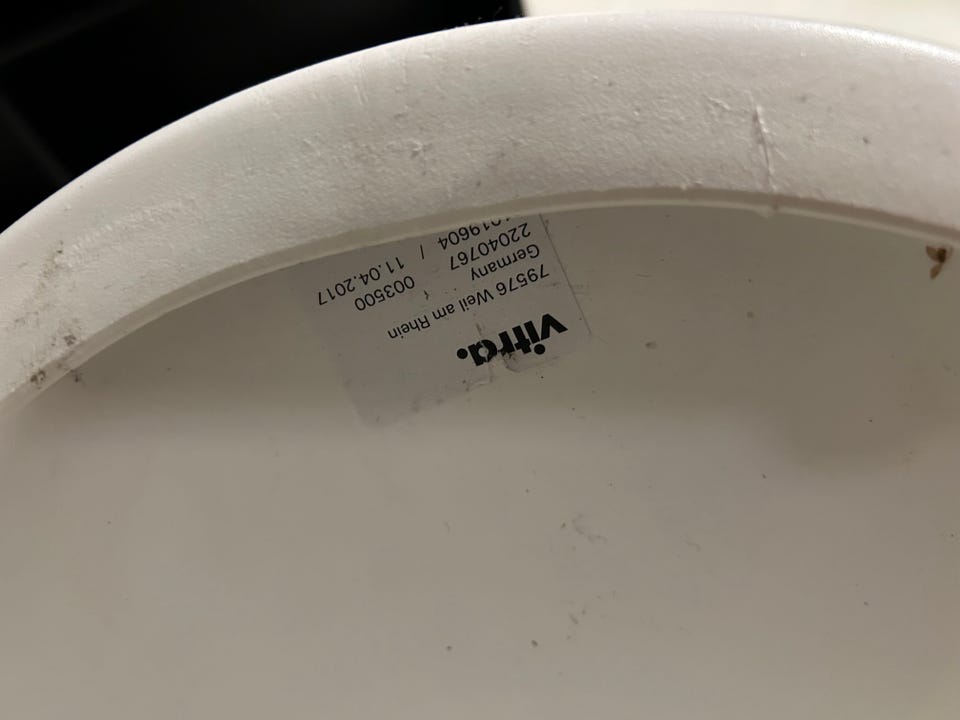 vitra.
79576 Weil am Rhein
Germany 003500
22040767 / 11.04.2017
019604